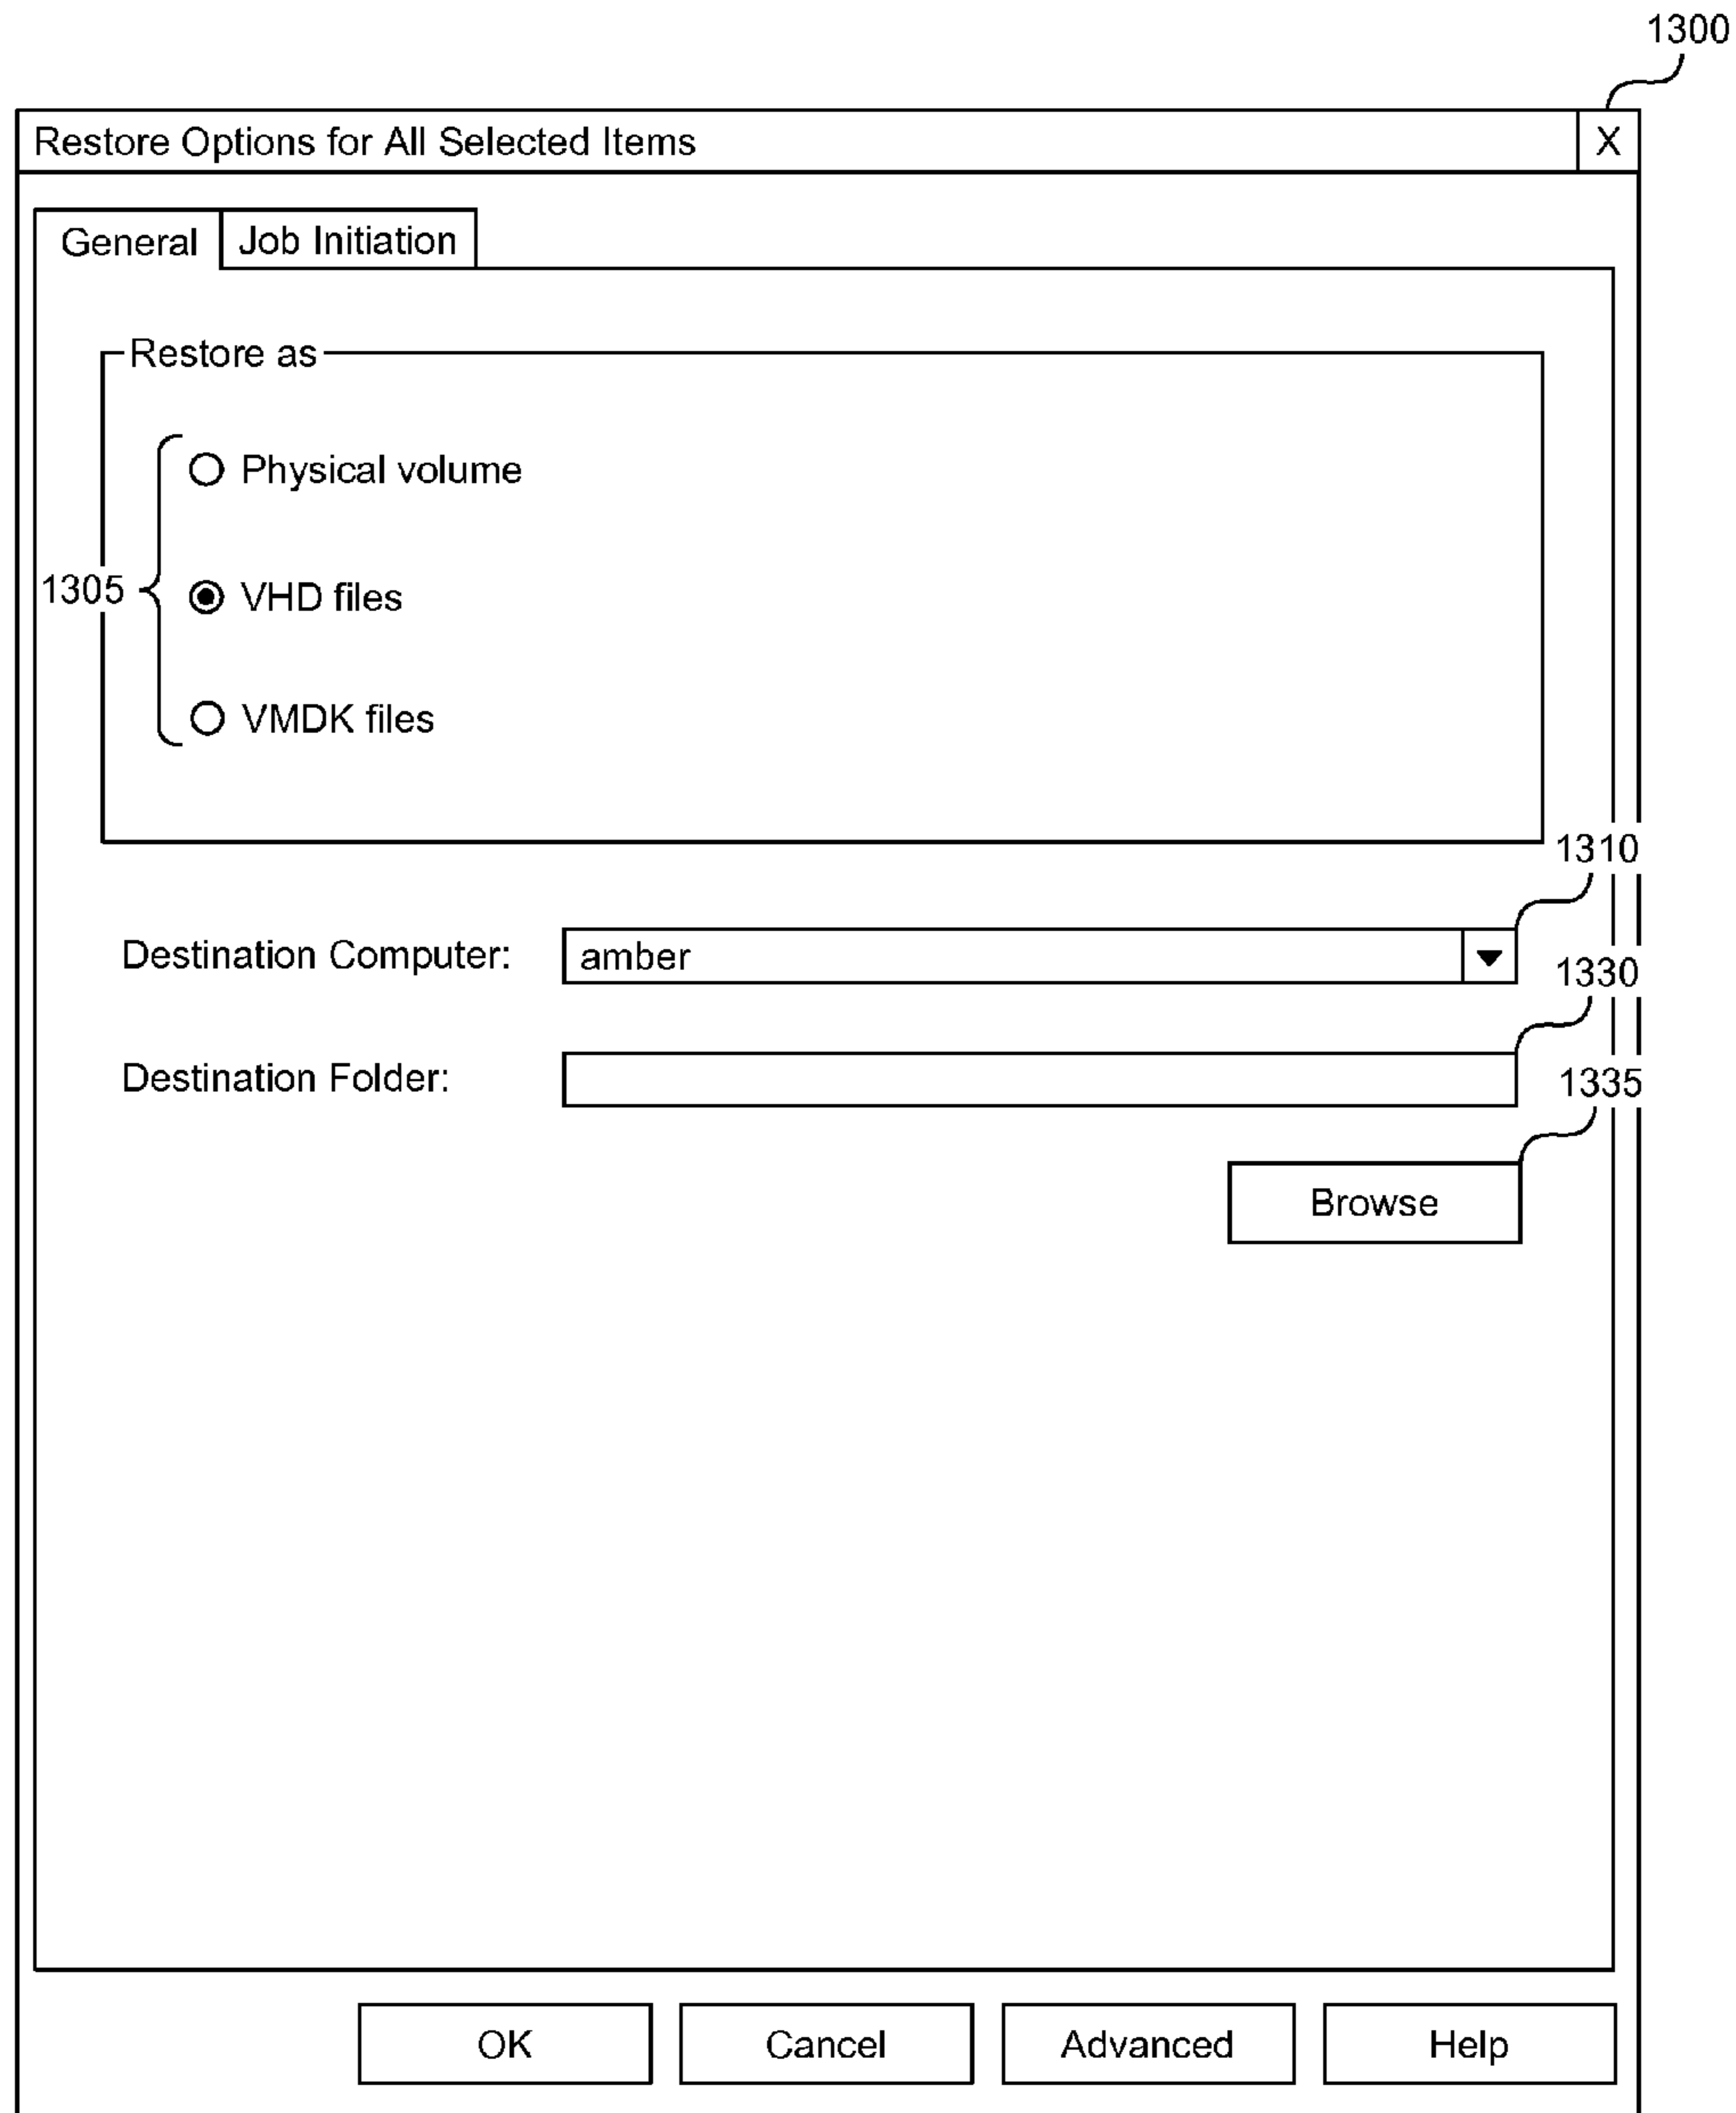 1300
Restore Options for All Selected Items X
General Job Initiation
Restore as
Physical volume
1305 VHD files
VMDK files
1310
Destination Computer: amber
1330
Destination Folder:
1335
Browse
OK Cancel Advanced Help